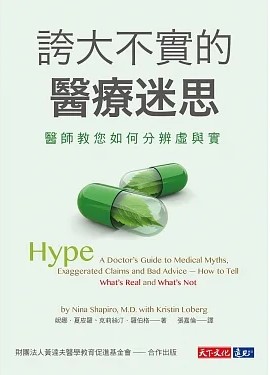 誇大不實的
醫療迷思
醫師教您如何分辨虛與實
Hype
A Doctor's Guide to Medical Myths,
Exaggerated Claims and Bad Advice — How to Tell
What's Real and What's Not
by Nina Shapiro, M.D. with Kristin Loberg
妮娜・夏皮羅、克莉絲汀・羅伯格——著 張嘉倫——譯
財團法人黃達夫醫學教育促進基金會——合作出版
天下文化 遠見